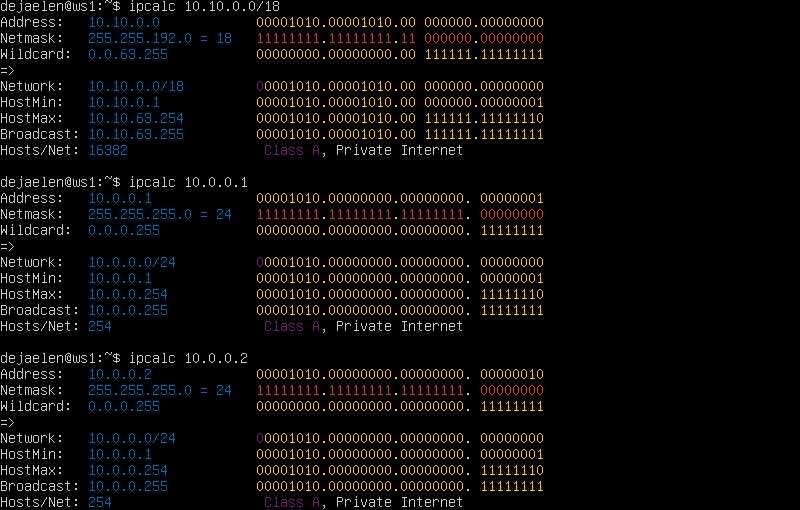 dejaelen@ws1:~$ ipcalc 10.10.0.0/18
Address:   10.10.0.0            00001010.00001010.00 000000.00000000
Netmask:   255.255.192.0 = 18   11111111.11111111.11 000000.00000000
Wildcard:  0.0.63.255           00000000.00000000.00 111111.11111111
=>
Network:   10.10.0.0/18         00001010.00001010.00 000000.00000000
HostMin:   10.10.0.1            00001010.00001010.00 000000.00000001
HostMax:   10.10.63.254         00001010.00001010.00 111111.11111110
Broadcast: 10.10.63.255         00001010.00001010.00 111111.11111111
Hosts/Net: 16382                 Class A, Private Internet
dejaelen@ws1:~$ ipcalc 10.0.0.1
Address:   10.0.0.1             00001010.00000000.00000000. 00000001
Netmask:   255.255.255.0 = 24   11111111.11111111.11111111. 00000000
Wildcard:  0.0.0.255            00000000.00000000.00000000. 11111111
=>
Network:   10.0.0.0/24          00001010.00000000.00000000. 00000000
HostMin:   10.0.0.1             00001010.00000000.00000000. 00000001
HostMax:   10.0.0.254           00001010.00000000.00000000. 11111110
Broadcast: 10.0.0.255           00001010.00000000.00000000. 11111111
Hosts/Net: 254                   Class A, Private Internet
dejaelen@ws1:~$ ipcalc 10.0.0.2
Address:   10.0.0.2             00001010.00000000.00000000. 00000010
Netmask:   255.255.255.0 = 24   11111111.11111111.11111111. 00000000
Wildcard:  0.0.0.255            00000000.00000000.00000000. 11111111
=>
Network:   10.0.0.0/24          00001010.00000000.00000000. 00000000
HostMin:   10.0.0.1             00001010.00000000.00000000. 00000001
HostMax:   10.0.0.254           00001010.00000000.00000000. 11111110
Broadcast: 10.0.0.255           00001010.00000000.00000000. 11111111
Hosts/Net: 254                   Class A, Private Internet